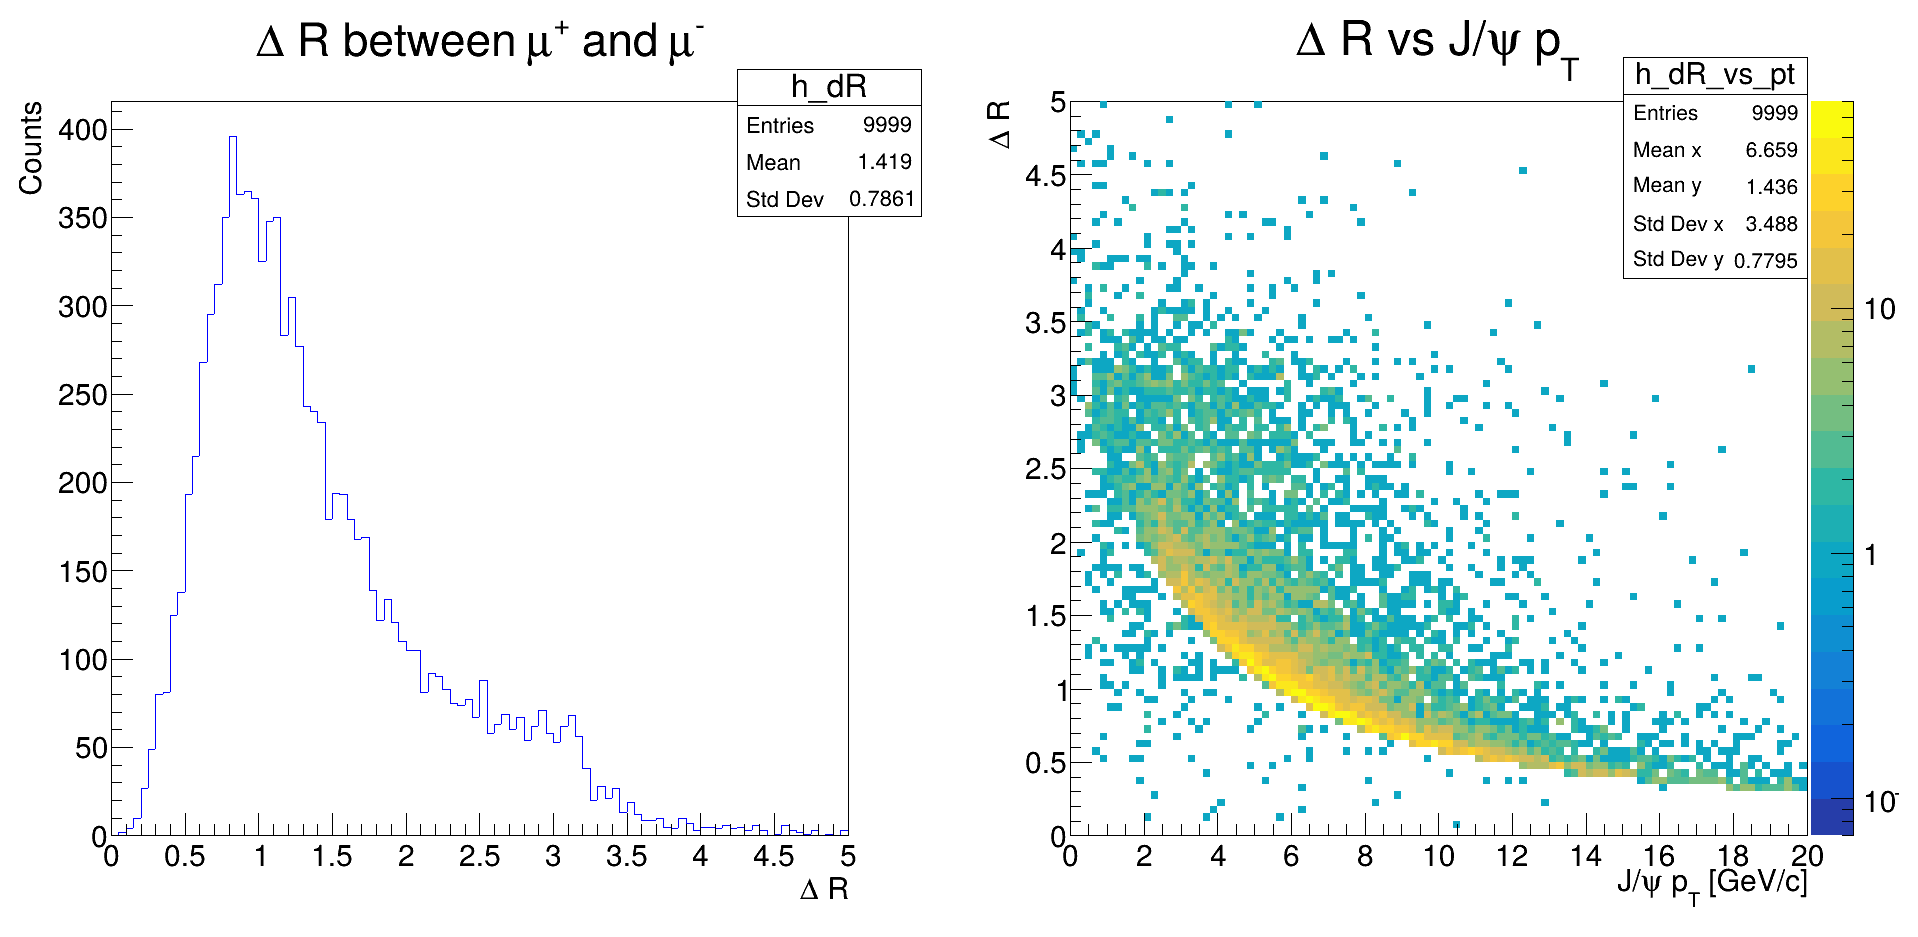 Δ R between μ⁺ and μ⁻
h_dR
Entries 9999
Mean 1.419
Std Dev 0.7861
Counts
400
350
300
250
200
150
100
50
0
0 0.5 1 1.5 2 2.5 3 3.5 4 4.5 5
Δ R
Δ R vs J/ψ p_T
h_dR_vs_pt
Entries 9999
Mean x 6.659
Mean y 1.436
Std Dev x 3.488
Std Dev y 0.7795
Δ R
5
4.5
4
3.5
3
2.5
2
1.5
1
0.5
0
0 2 4 6 8 10 12 14 16 18 20
J/ψ p_T [GeV/c]
10
1
10⁻